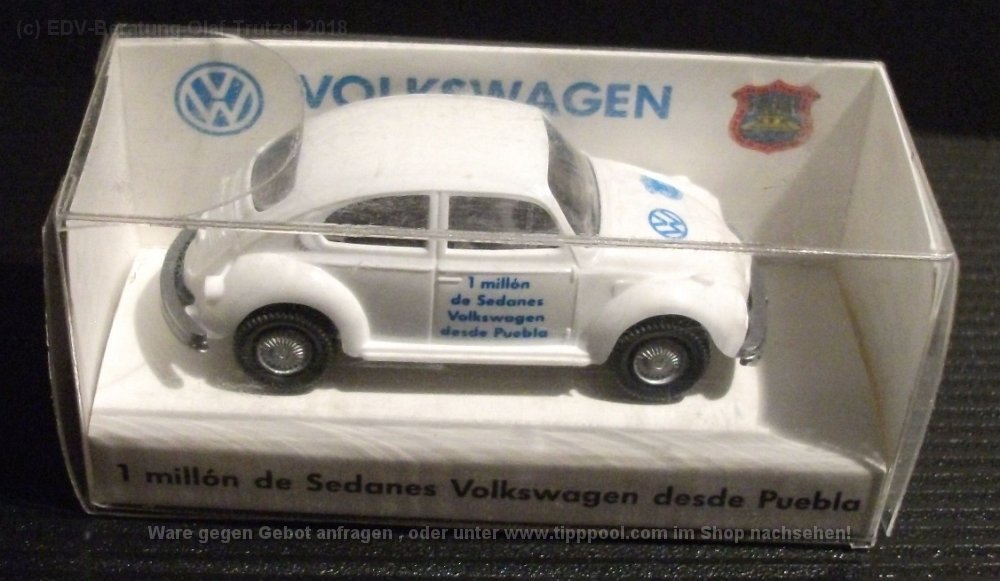 (c) EDV-Beratung Olaf Trutzel 2018
VOLKSWAGEN
1 millón
de Sedanes
Volkswagen
desde Puebla
1 millón de Sedanes Volkswagen desde Puebla
Ware gegen Gebot anfragen , oder unter www.tipppool.com im Shop nachsehen!